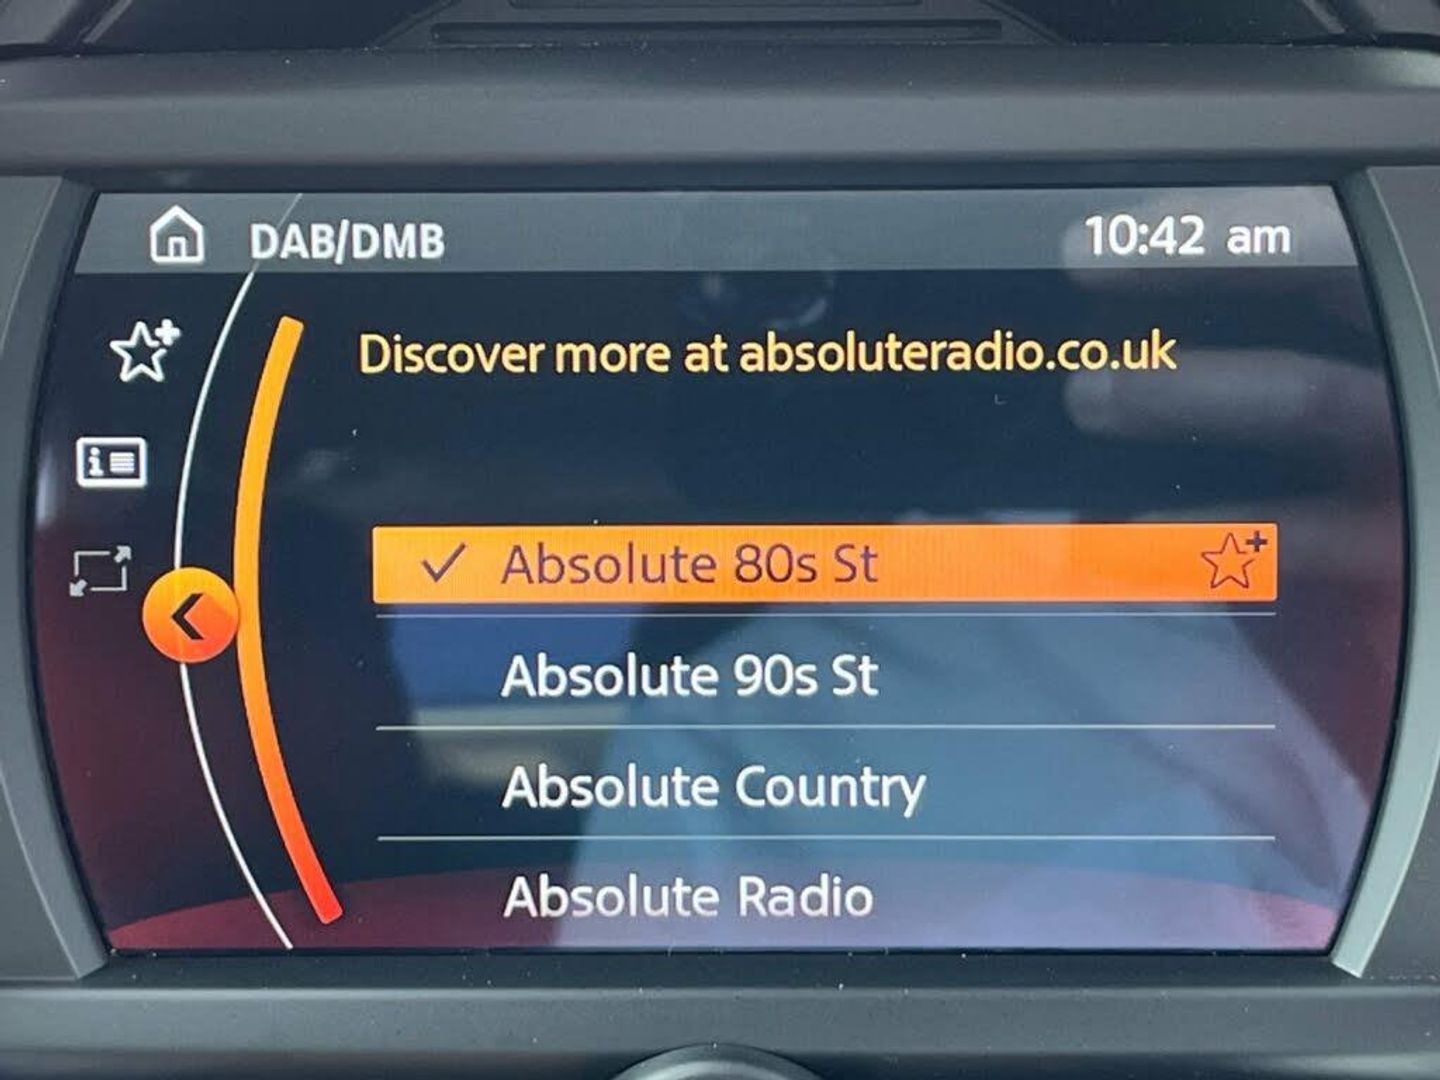 DAB/DMB
10:42 am
Discover more at absoluteradio.co.uk
Absolute 80s St
Absolute 90s St
Absolute Country
Absolute Radio